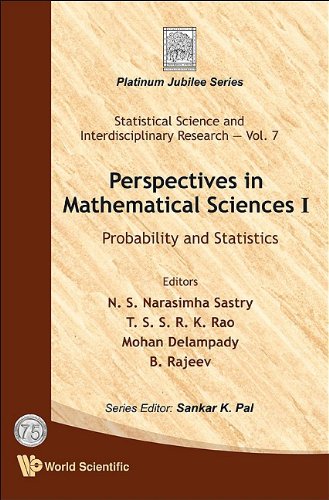 Platinum Jubilee Series
Statistical Science and
Interdisciplinary Research — Vol. 7
Perspectives in
Mathematical Sciences I
Probability and Statistics
Editors
N. S. Narasimha Sastry
T. S. S. R. K. Rao
Mohan Delampady
B. Rajeev
Series Editor: Sankar K. Pal
75
World Scientific